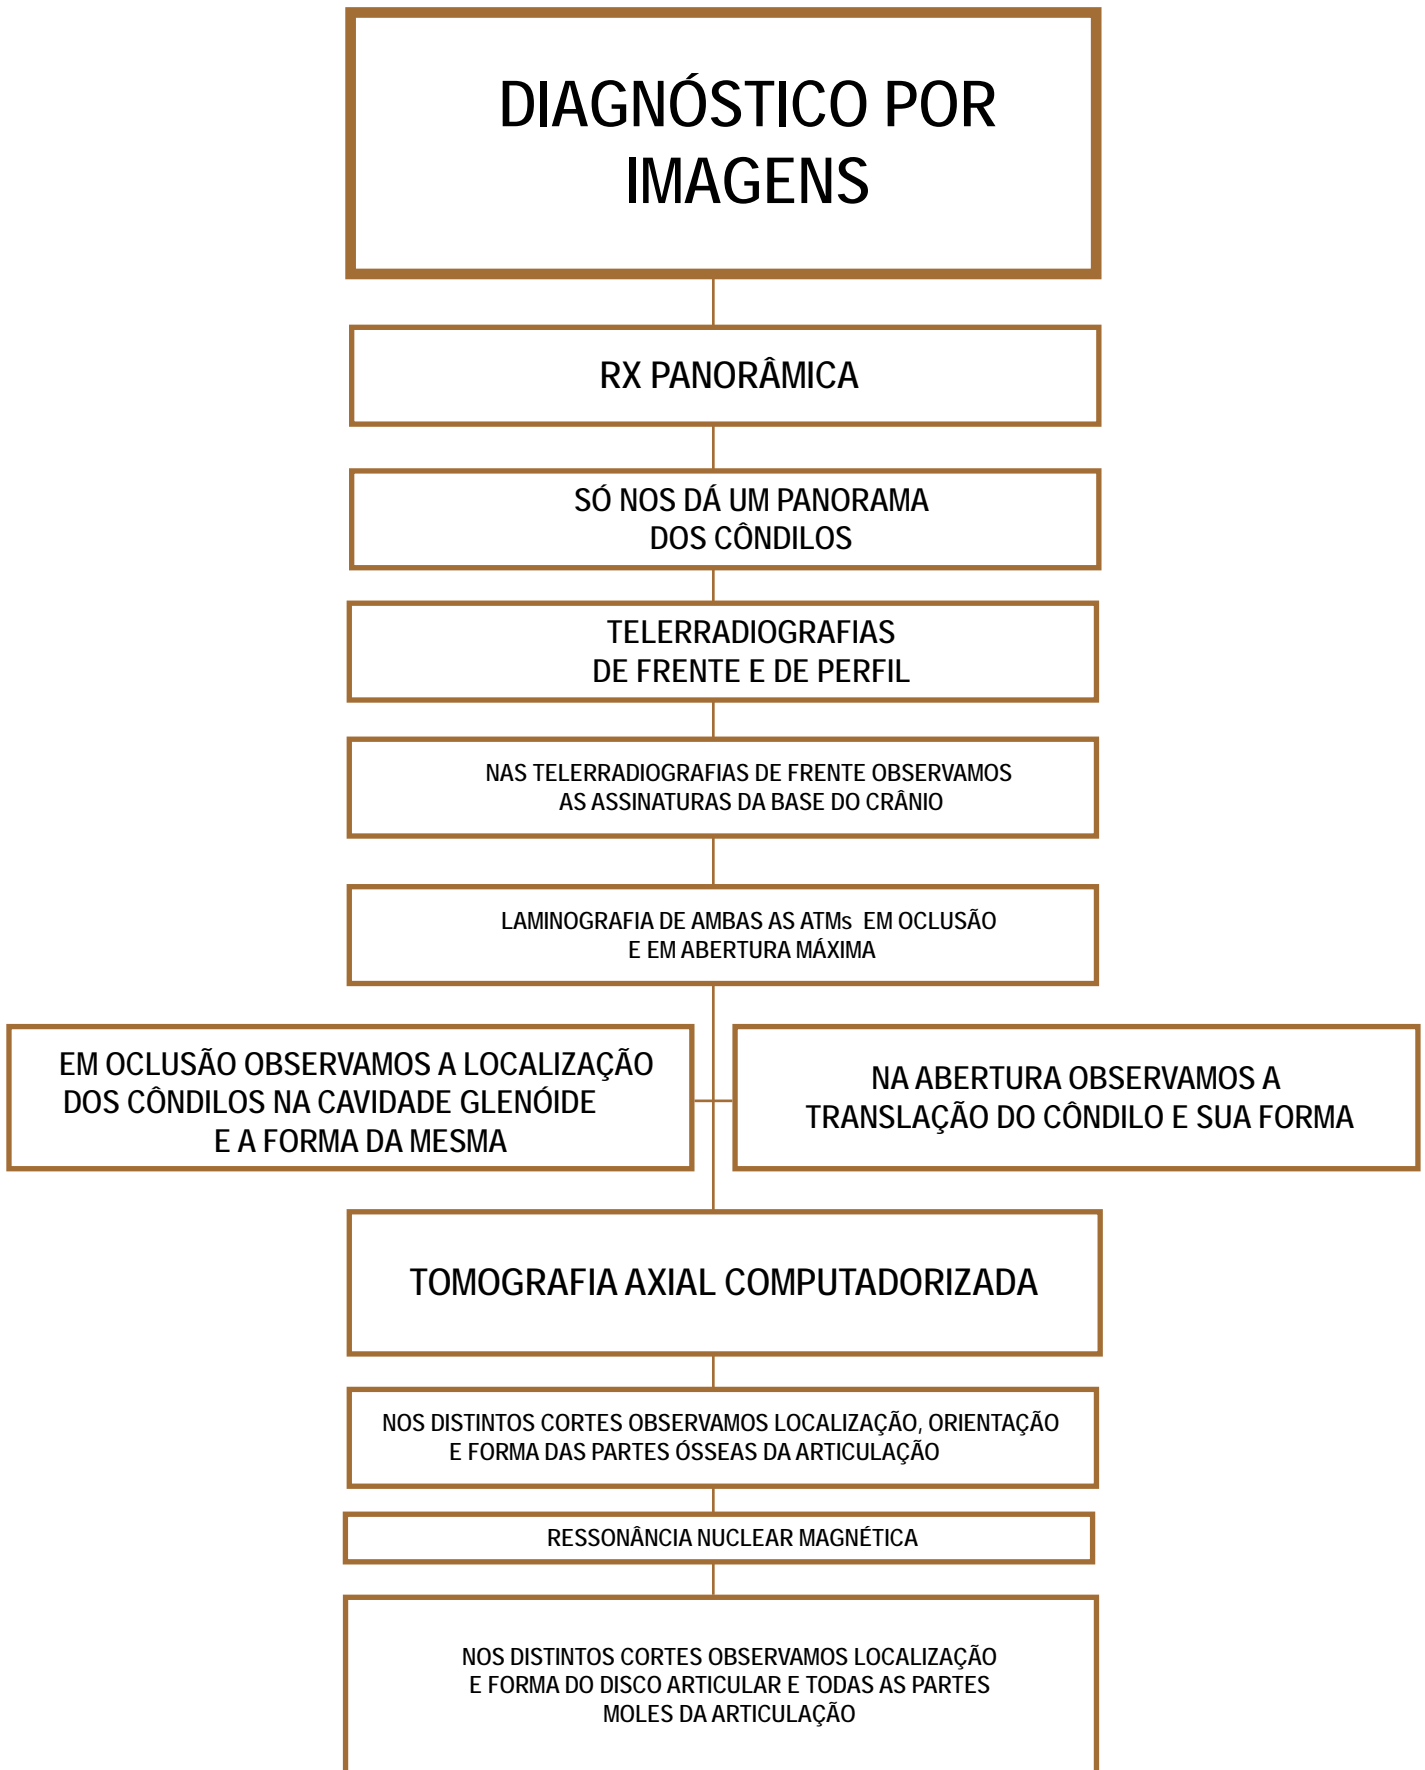 DIAGNÓSTICO POR
IMAGENS
RX PANORÂMICA
SÓ NOS DÁ UM PANORAMA
DOS CÔNDILOS
TELERRADIOGRAFIAS
DE FRENTE E DE PERFIL
NAS TELERRADIOGRAFIAS DE FRENTE OBSERVAMOS
AS ASSINATURAS DA BASE DO CRÂNIO
LAMINOGRAFIA DE AMBAS AS ATMs EM OCLUSÃO
E EM ABERTURA MÁXIMA
EM OCLUSÃO OBSERVAMOS A LOCALIZAÇÃO
DOS CÔNDILOS NA CAVIDADE GLENÓIDE
E A FORMA DA MESMA
NA ABERTURA OBSERVAMOS A
TRANSLAÇÃO DO CÔNDILO E SUA FORMA
TOMOGRAFIA AXIAL COMPUTADORIZADA
NOS DISTINTOS CORTES OBSERVAMOS LOCALIZAÇÃO, ORIENTAÇÃO
E FORMA DAS PARTES ÓSSEAS DA ARTICULAÇÃO
RESSONÂNCIA NUCLEAR MAGNÉTICA
NOS DISTINTOS CORTES OBSERVAMOS LOCALIZAÇÃO
E FORMA DO DISCO ARTICULAR E TODAS AS PARTES
MOLES DA ARTICULAÇÃO